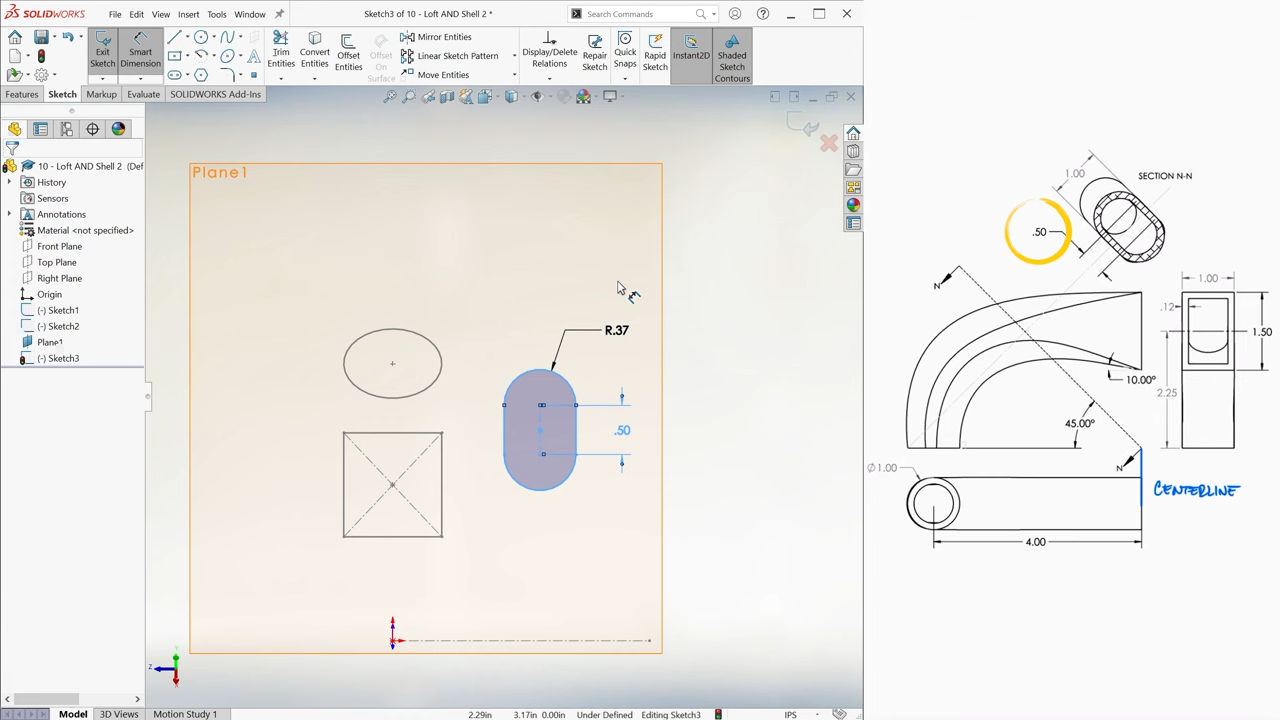 SOLIDWORKS File Edit View Insert Tools Window Sketch3 of 10 - Loft AND Shell 2 * Search Commands
Exit Sketch
Smart Dimension
Trim Entities
Convert Entities
Offset Entities
Offset On Surface
Mirror Entities
Linear Sketch Pattern
Move Entities
Display/Delete Relations
Repair Sketch
Quick Snaps
Rapid Sketch
Instant2D
Shaded Sketch Contours
Features Sketch Markup Evaluate SOLIDWORKS Add-Ins
10 - Loft AND Shell 2 (Def
History
Sensors
Annotations
Material <not specified>
Front Plane
Top Plane
Right Plane
Origin
(-) Sketch1
(-) Sketch2
Plane1
(-) Sketch3
Plane1
R.37
.50
Y
Z
1.00
SECTION N-N
.50
N
1.00
.12
1.50
10.00°
2.25
45.00°
N
Ø1.00
CENTERLINE
4.00
Model 3D Views Motion Study 1 2.29in 3.17in 0.00in Under Defined Editing Sketch3 IPS